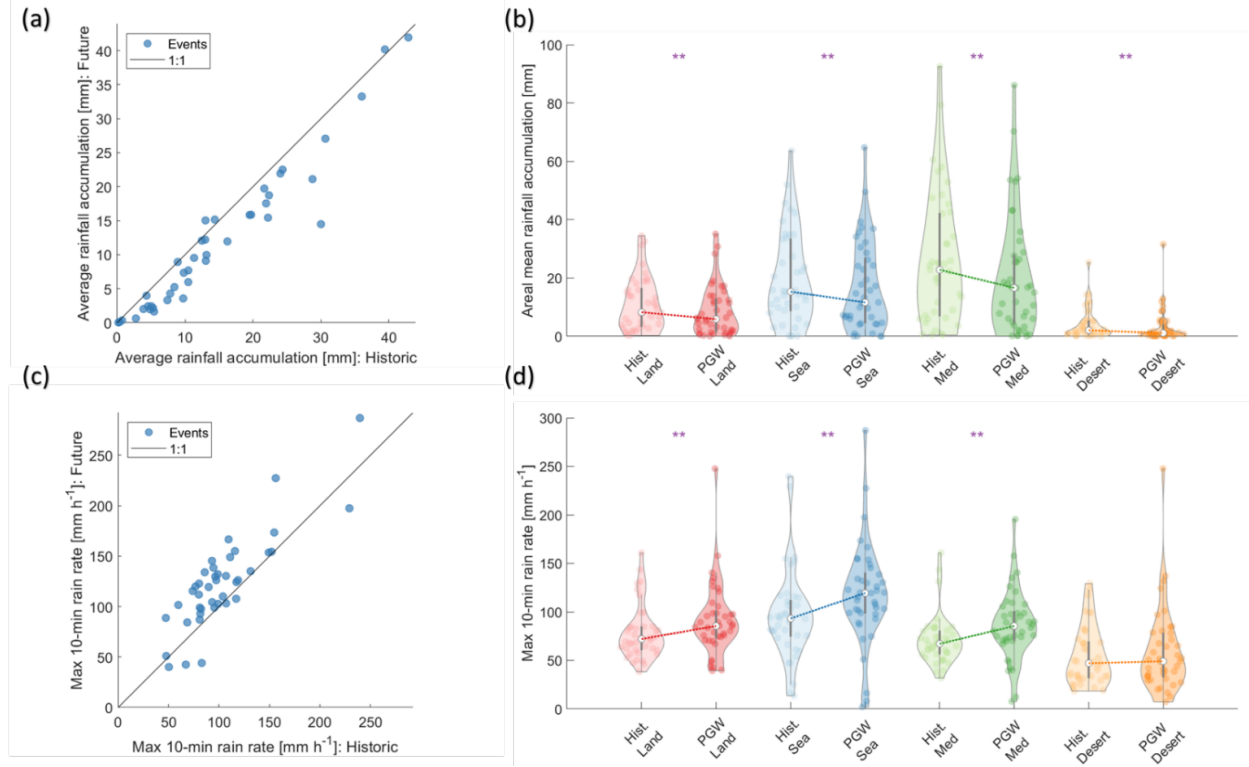 (a)
Average rainfall accumulation [mm]: Future
40
35
30
25
20
15
10
5
0
Events
1:1
0
10
20
30
40
Average rainfall accumulation [mm]: Historic
(b)
Areal mean rainfall accumulation [mm]
100
80
60
40
20
0
** ** ** **
Hist. Land
PGW Land
Hist. Sea
PGW Sea
Hist. Med
PGW Med
Hist. Desert
PGW Desert
(c)
Max 10-min rain rate [mm h-1]: Future
250
200
150
100
50
0
Events
1:1
0
50
100
150
200
250
Max 10-min rain rate [mm h-1]: Historic
(d)
Max 10-min rain rate [mm h-1]
300
250
200
150
100
50
0
** ** **
Hist. Land
PGW Land
Hist. Sea
PGW Sea
Hist. Med
PGW Med
Hist. Desert
PGW Desert